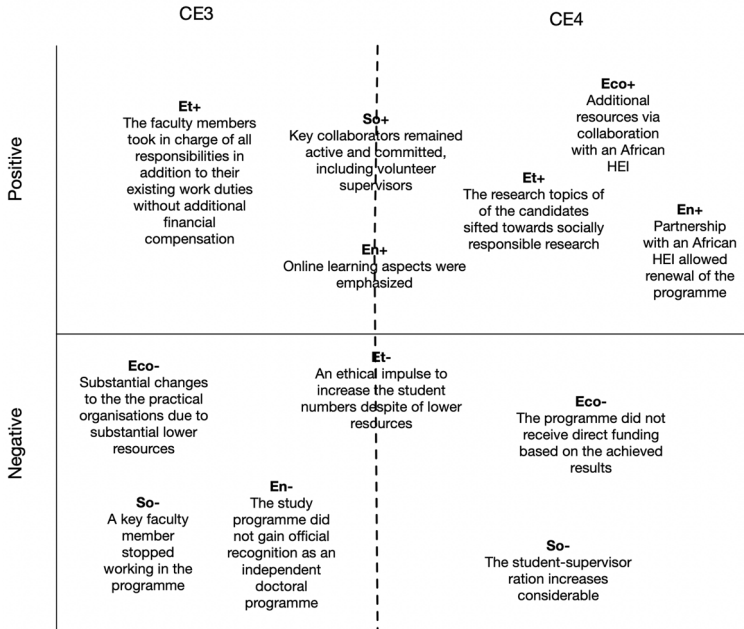 CE3
CE4
Positive
Et+
The faculty members
took in charge of all
responsibilities in
addition to their
existing work duties
without additional
financial
compensation
So+
Key collaborators remained
active and committed,
including volunteer
supervisors
En+
Online learning aspects were
emphasized
Eco+
Additional
resources via
collaboration
with an African
HEI
Et+
The research topics of
of the candidates
sifted towards socially
responsible research
En+
Partnership
with an African
HEI allowed
renewal of the
programme
Negative
Eco-
Substantial changes
to the the practical
organisations due to
substantial lower
resources
So-
A key faculty
member
stopped
working in the
programme
En-
The study
programme did
not gain official
recognition as an
independent
doctoral
programme
Et-
An ethical impulse to
increase the student
numbers despite of lower
resources
Eco-
The programme did not
receive direct funding
based on the achieved
results
So-
The student-supervisor
ration increases
considerable